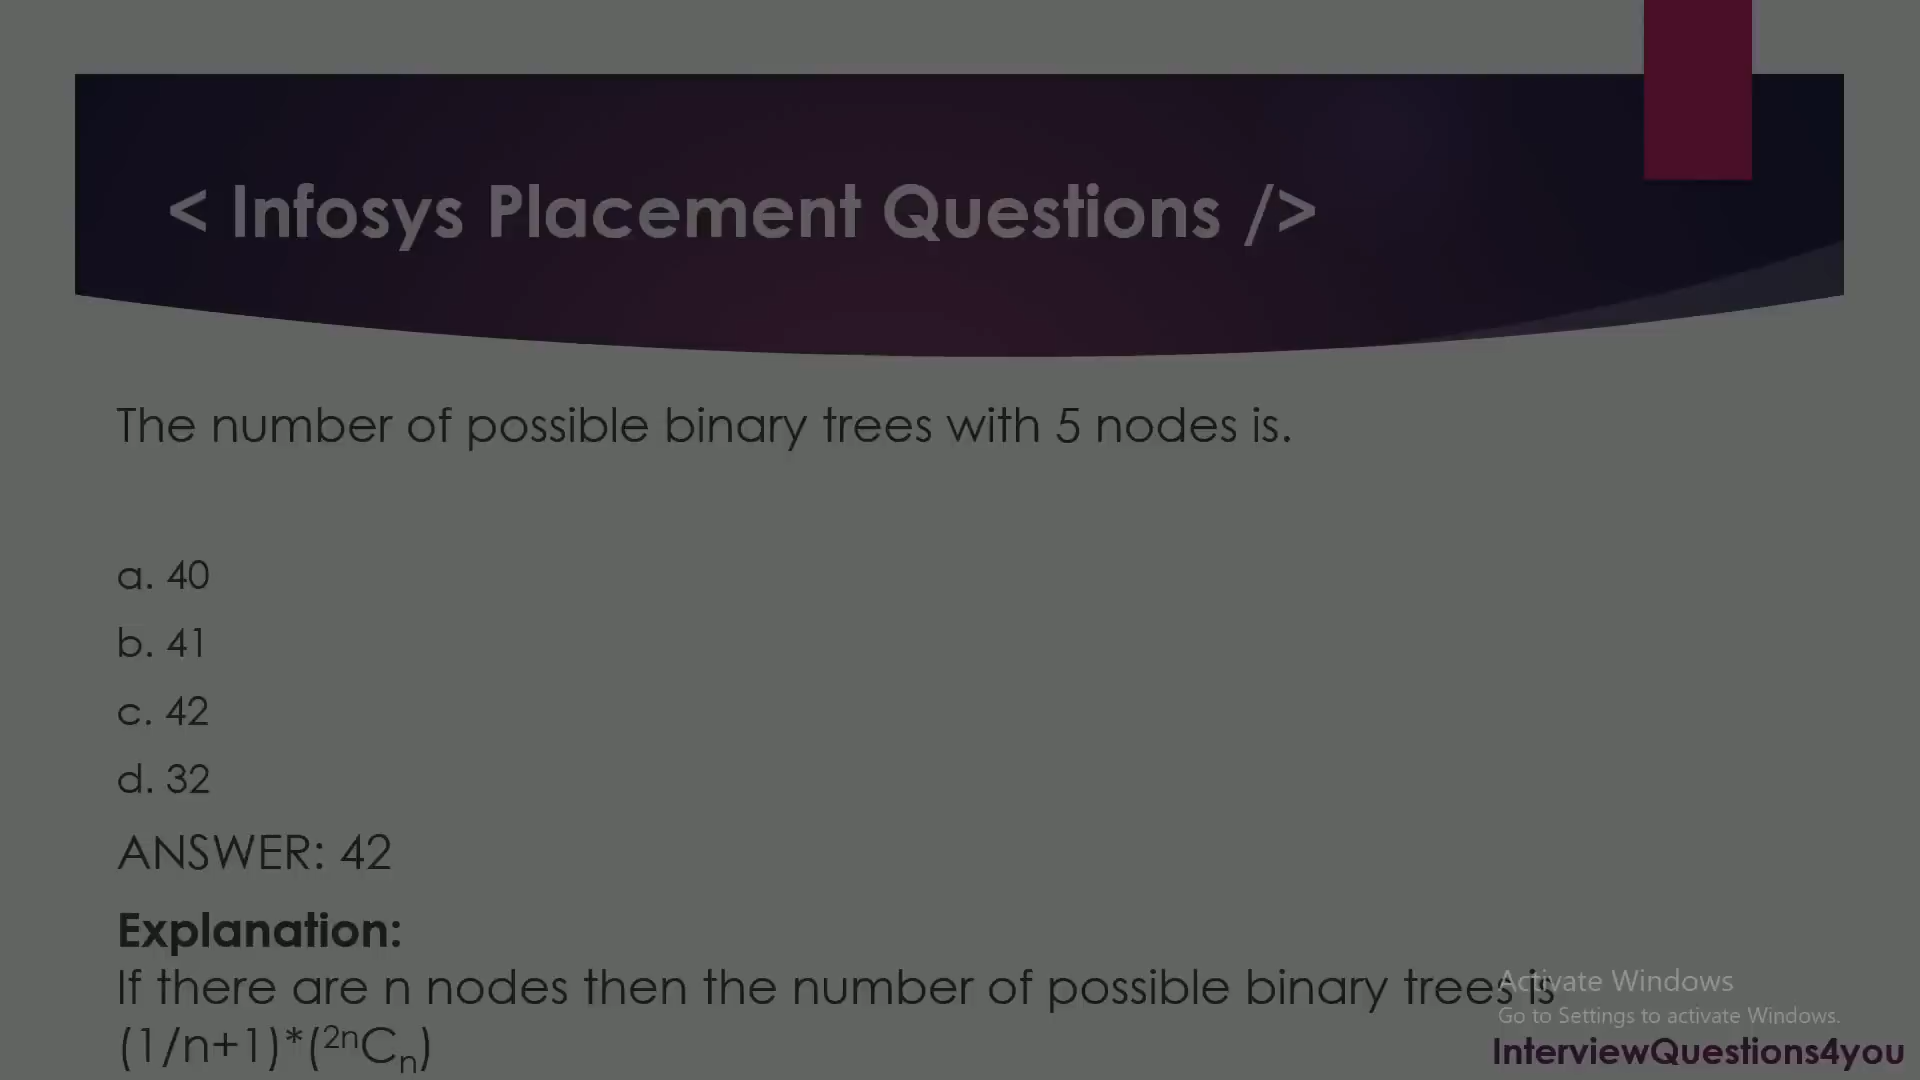 < Infosys Placement Questions />
The number of possible binary trees with 5 nodes is.
a. 40
b. 41
c. 42
d. 32
ANSWER: 42
Explanation:
If there are n nodes then the number of possible binary trees is
(1/n+1)*(²ⁿCₙ)
Activate Windows
Go to Settings to activate Windows.
InterviewQuestions4you